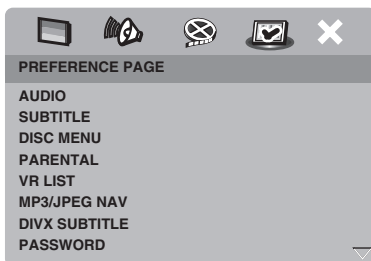 PREFERENCE PAGE
AUDIO
SUBTITLE
DISC MENU
PARENTAL
VR LIST
MP3/JPEG NAV
DIVX SUBTITLE
PASSWORD